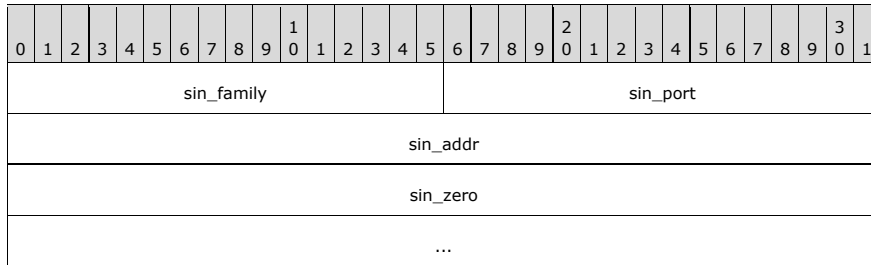 1 2 3
0 1 2 3 4 5 6 7 8 9 0 1 2 3 4 5 6 7 8 9 0 1 2 3 4 5 6 7 8 9 0 1
sin_family sin_port
sin_addr
sin_zero
...